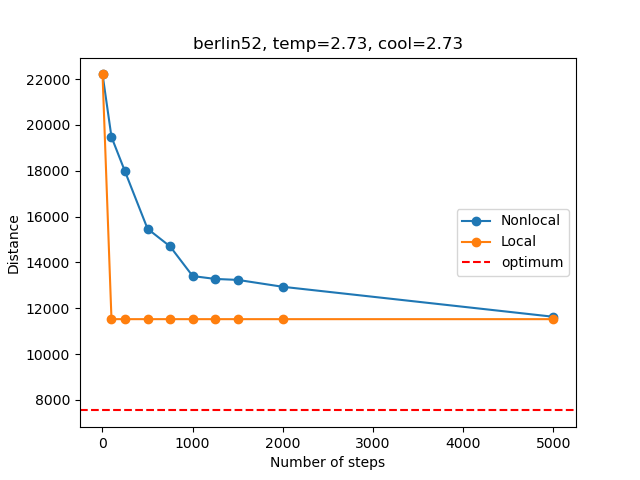 berlin52, temp=2.73, cool=2.73
22000
20000
18000
16000
14000
12000
10000
8000
Distance
Nonlocal
Local
optimum
0 1000 2000 3000 4000 5000
Number of steps